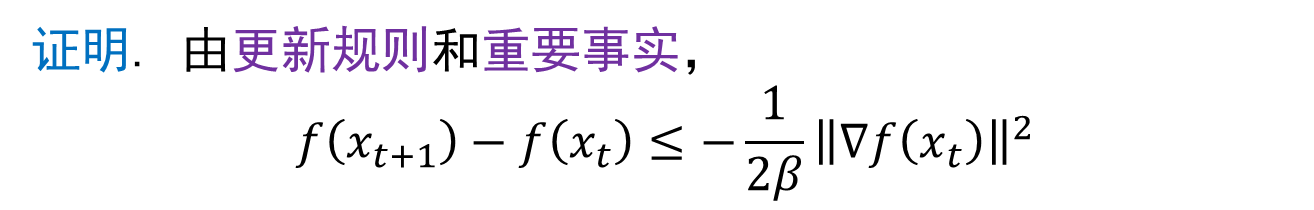 证明. 由更新规则和重要事实，
f(x_{t+1}) − f(x_t) ≤ −\frac{1}{2β}‖∇f(x_t)‖^2